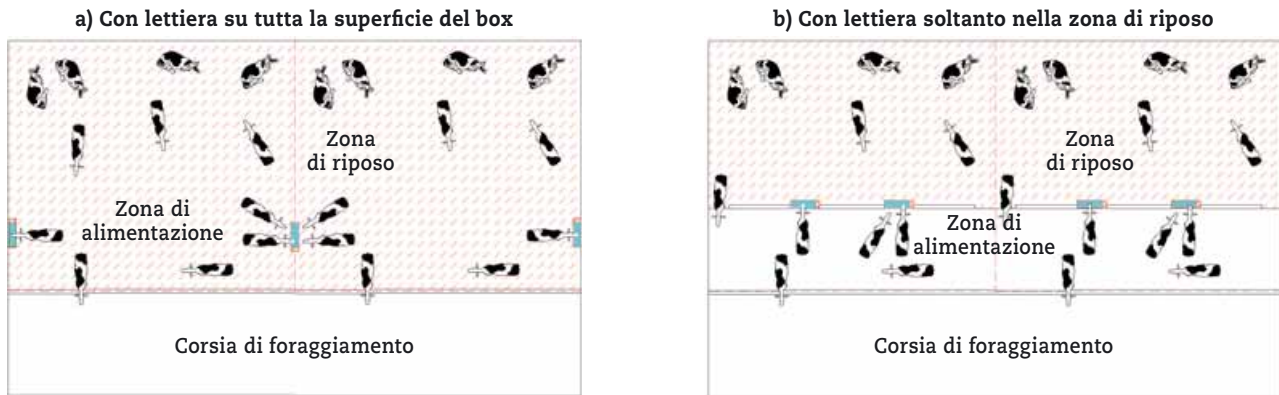 a) Con lettiera su tutta la superficie del box
Zona
di riposo
Zona di
alimentazione
Corsia di foraggiamento
b) Con lettiera soltanto nella zona di riposo
Zona
di riposo
Zona di
alimentazione
Corsia di foraggiamento